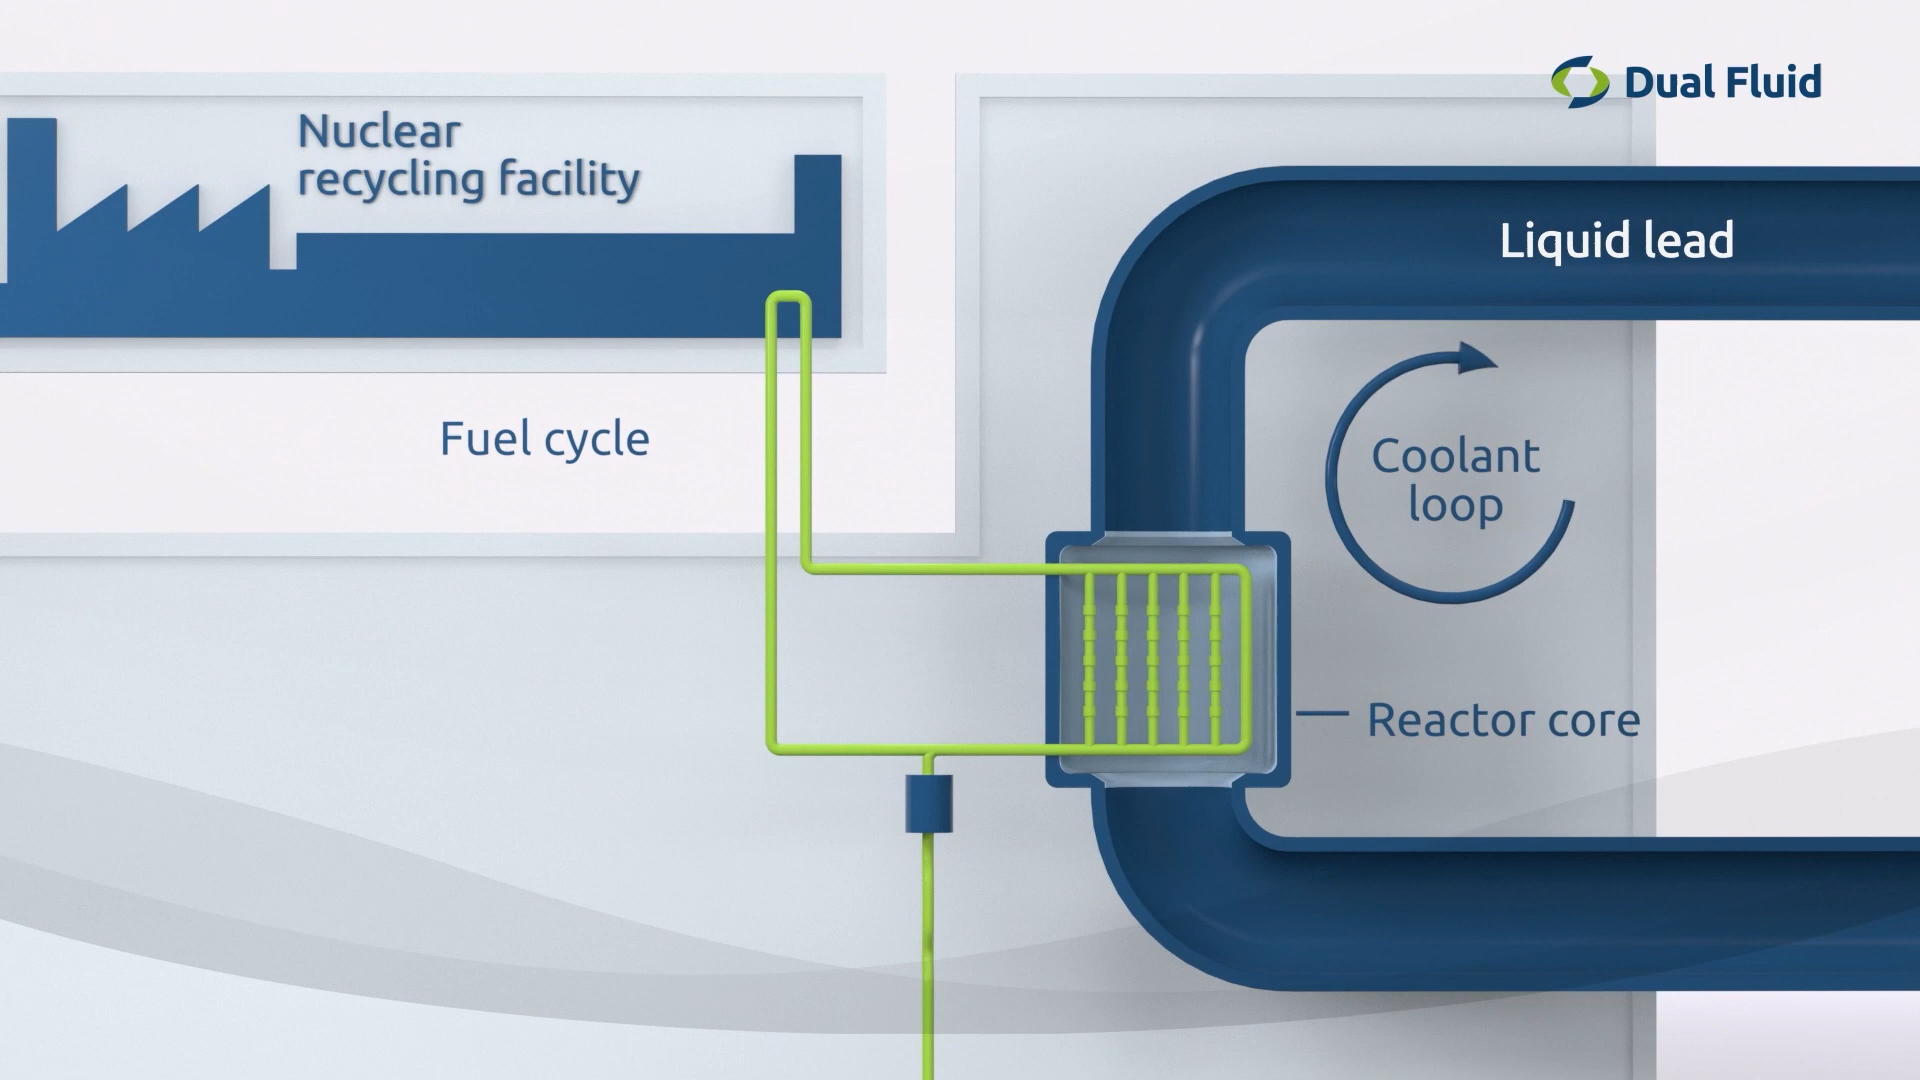 Dual Fluid
Nuclear
recycling facility
Liquid lead
Fuel cycle
Coolant
loop
Reactor core